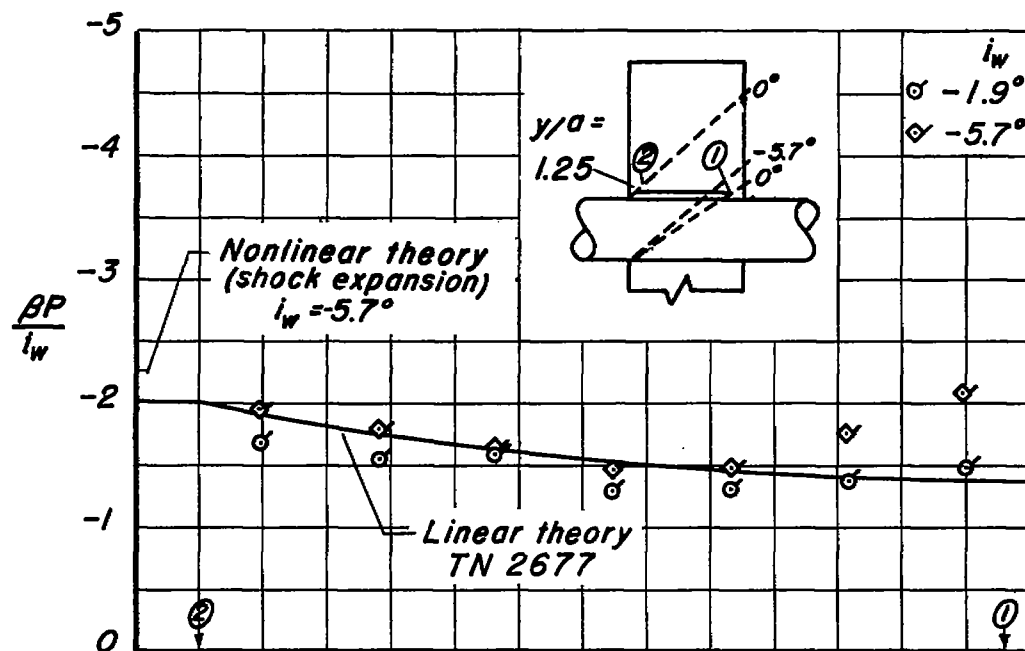 -5
-4
-3
-2
-1
0
βP
i_w
i_w
-1.9°
-5.7°
y/a =
1.25
②
①
0°
-5.7°
0°
Nonlinear theory
(shock expansion)
i_w =-5.7°
Linear theory
TN 2677
②
①